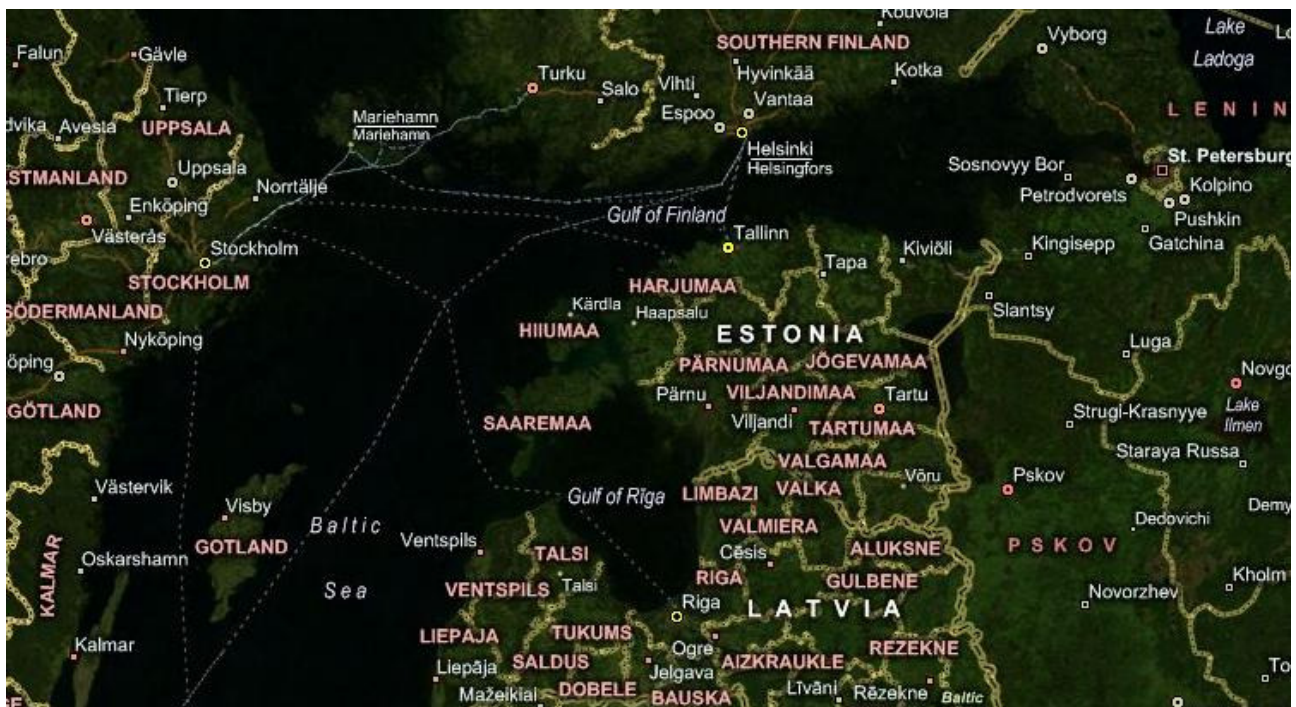 Falun
Gävle
SOUTHERN FINLAND
Kouvola
Vyborg
Lake
Ladoga
Turku
Salo
Vihti
Hyvinkää
Kotka
Tierp
Avesta
UPPSALA
Mariehamn
Mariehamn
Espoo
Vantaa
LENIN
Helsinki
Helsingfors
Sosnovyy Bor
St. Petersburg
STMANLAND
Uppsala
Norrtälje
Petrodvorets
Kolpino
Enköping
Gulf of Finland
Pushkin
Västerås
Tallinn
Gatchina
Stockholm
Tapa
Kiviõli
Kingisepp
STOCKHOLM
HARJUMAA
SÖDERMANLAND
Kärdla
Haapsalu
Slantsy
HIIUMAA
ESTONIA
Nyköping
Luga
PÄRNUMAA
JÕGEVAMAA
Novgo
GÖTLAND
Pärnu
VILJANDIMAA
Tartu
Lake
Ilmen
SAAREMAA
Viljandi
TARTUMAA
Strugi-Krasnyye
Staraya Russa
VALGAMAA
Võru
Pskov
Västervik
Visby
Gulf of Rīga
LIMBAZI
VALKA
Demy
Baltic
Sea
VALMIERA
Dedovichi
Ventspils
GOTLAND
TALSI
Cēsis
ALUKSNE
PSKOV
Oskarshamn
KALMAR
VENTSPILS
Talsi
RIGA
GULBENE
Kholm
Novorzhev
Riga
LATVIA
LIEPAJA
TUKUMS
Kalmar
Ogre
REZEKNE
Liepāja
SALDUS
Jelgava
AIZKRAUKLE
Mažeikiai
DOBELE
BAUSKA
Līvāni
Rēzekne
Baltic
To